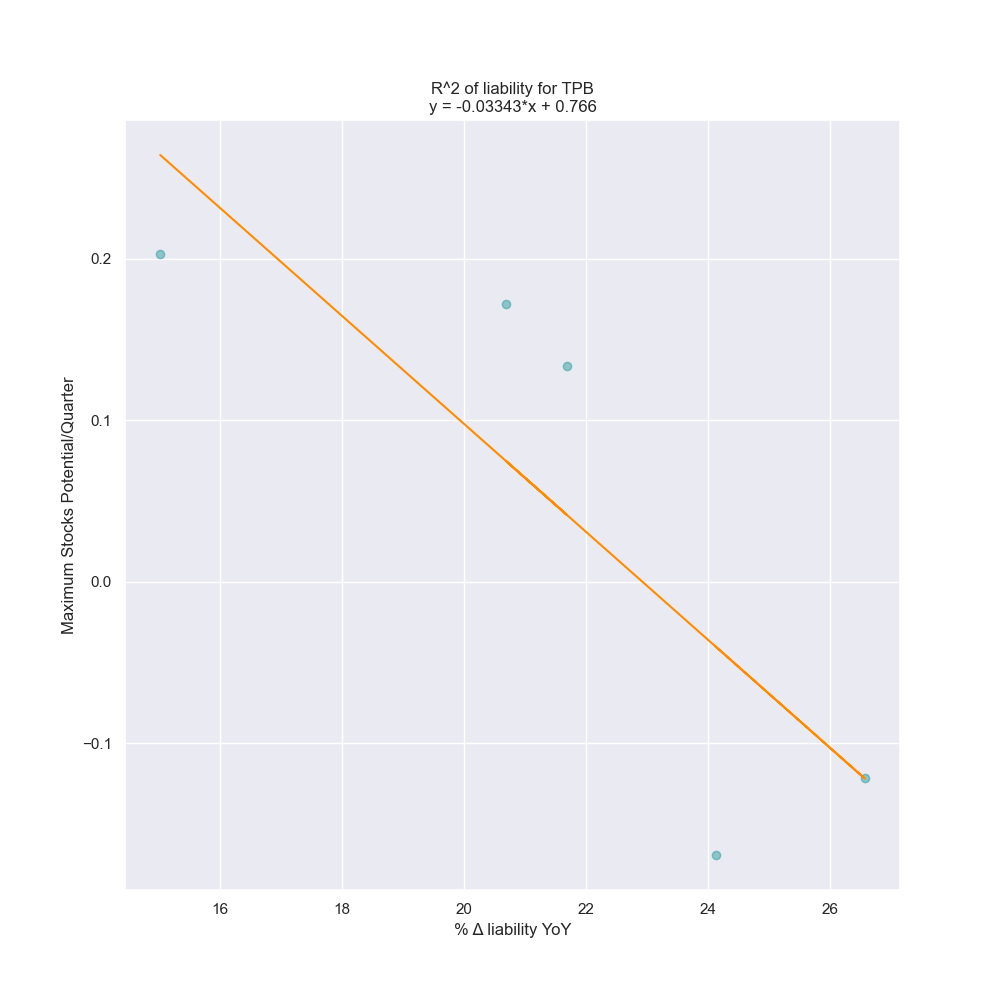 R^2 of liability for TPB
y = -0.03343*x + 0.766
Maximum Stocks Potential/Quarter
0.2
0.1
0.0
−0.1
16 18 20 22 24 26
% Δ liability YoY